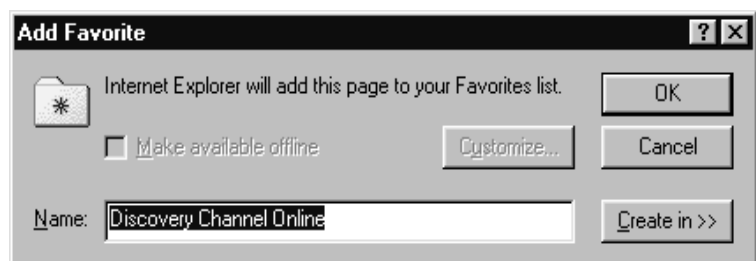 Add Favorite
Internet Explorer will add this page to your Favorites list.
OK
Make available offline
Customize...
Cancel
Name:
Discovery Channel Online
Create in >>